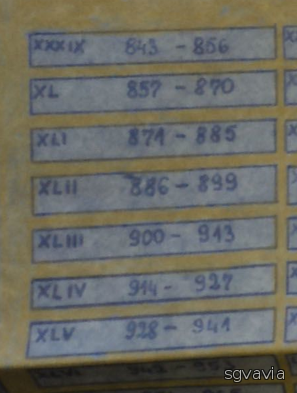 XXXIX 843 - 856
XL 857 - 870
XLI 871 - 885
XLII 886 - 899
XLIII 900 - 913
XLIV 914 - 927
XLV 928 - 941
sgvavia